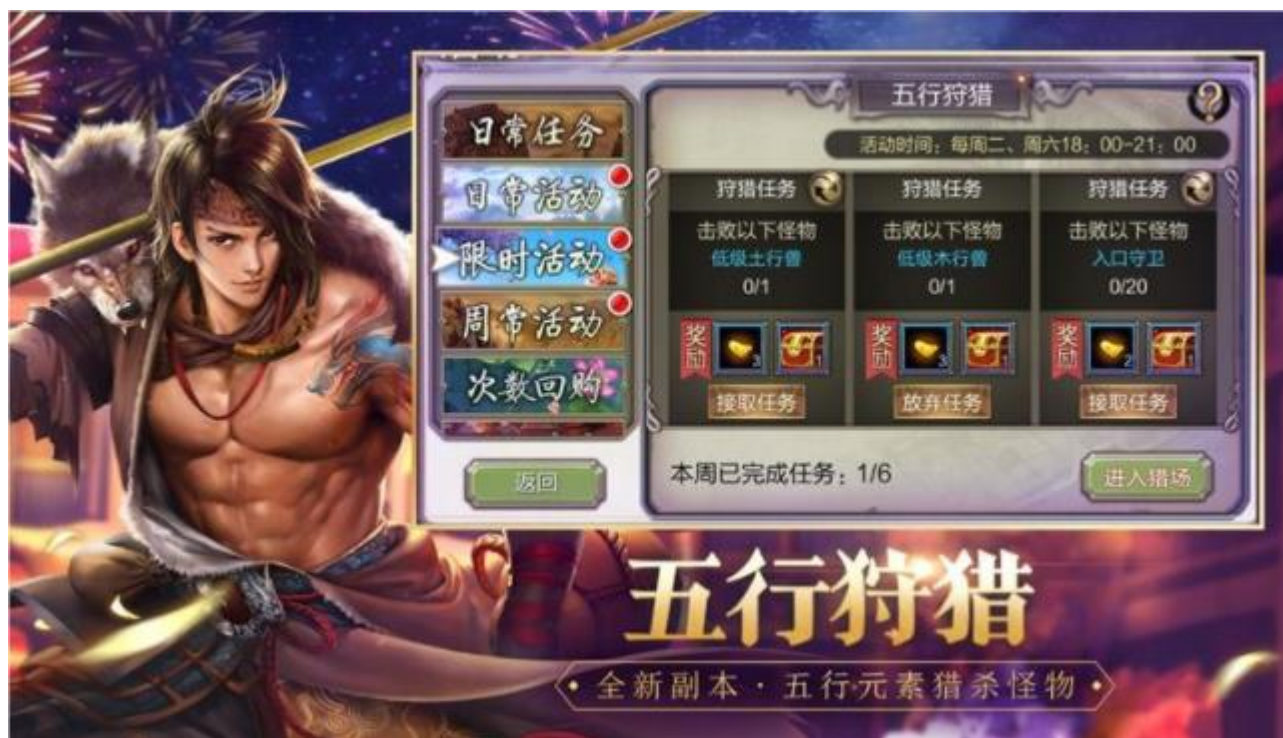 五行狩猎
活动时间：每周二、周六18：00-21：00
日常任务
日常活动
限时活动
周常活动
次数回购
返回
狩猎任务
击败以下怪物
低级土行兽
0/1
奖励
3
1
接取任务
狩猎任务
击败以下怪物
低级木行兽
0/1
奖励
3
1
放弃任务
狩猎任务
击败以下怪物
入口守卫
0/20
奖励
2
1
接取任务
本周已完成任务：1/6
进入猎场
五行狩猎
全新副本·五行元素猎杀怪物